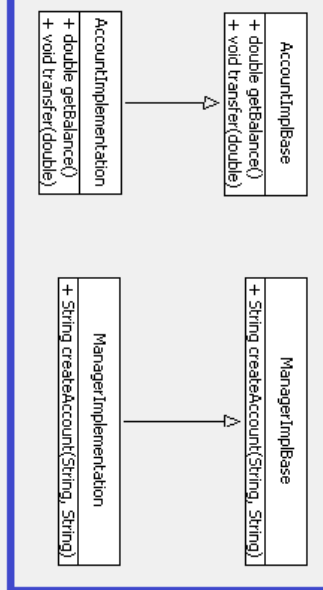 AccountImplBase
+ double getBalance()
+ void transfer(double)
ManagerImplBase
+ String createAccount(String, String)
AccountImplementation
+ double getBalance()
+ void transfer(double)
ManagerImplementation
+ String createAccount(String, String)